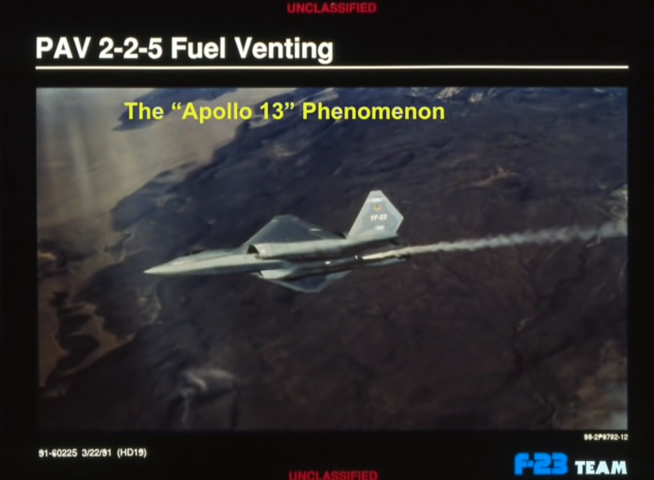 UNCLASSIFIED
PAV 2-2-5 Fuel Venting
The “Apollo 13” Phenomenon
YF-23
91-60225 3/22/91 (HD15)
F-23 TEAM
UNCLASSIFIED